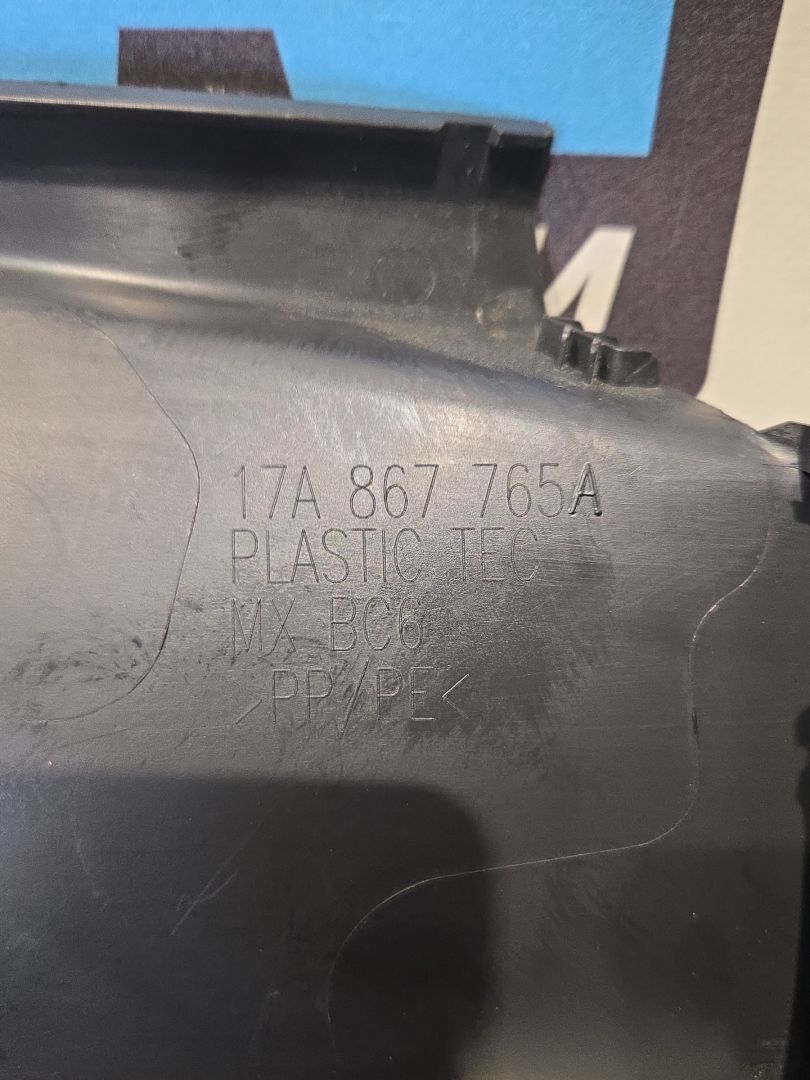 M
17A 867 765A
PLASTIC TEC
MX BC6
>PP/PE<